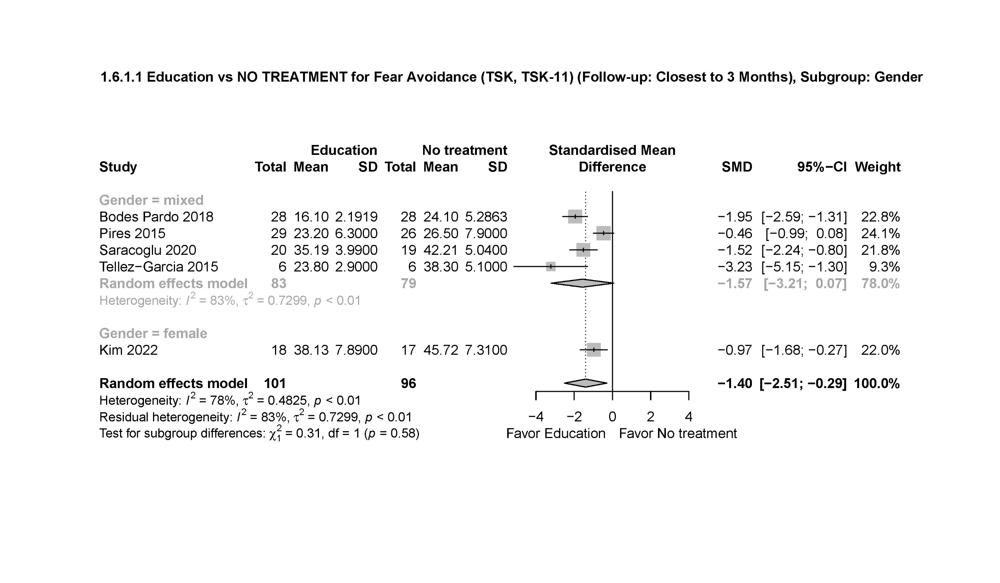 1.6.1.1 Education vs NO TREATMENT for Fear Avoidance (TSK, TSK-11) (Follow-up: Closest to 3 Months), Subgroup: Gender
Education No treatment Standardised Mean
Study Total Mean SD Total Mean SD Difference SMD 95%−CI Weight
Gender = mixed
Bodes Pardo 2018 28 16.10 2.1919 28 24.10 5.2863 −1.95 [−2.59; −1.31] 22.8%
Pires 2015 29 23.20 6.3000 26 26.50 7.9000 −0.46 [−0.99; 0.08] 24.1%
Saracoglu 2020 20 35.19 3.9900 19 42.21 5.0400 −1.52 [−2.24; −0.80] 21.8%
Tellez−Garcia 2015 6 23.80 2.9000 6 38.30 5.1000 −3.23 [−5.15; −1.30] 9.3%
Random effects model 83 79 −1.57 [−3.21; 0.07] 78.0%
Heterogeneity: I² = 83%, τ² = 0.7299, p < 0.01
Gender = female
Kim 2022 18 38.13 7.8900 17 45.72 7.3100 −0.97 [−1.68; −0.27] 22.0%
Random effects model 101 96 −1.40 [−2.51; −0.29] 100.0%
Heterogeneity: I² = 78%, τ² = 0.4825, p < 0.01
Residual heterogeneity: I² = 83%, τ² = 0.7299, p < 0.01
−4 −2 0 2 4
Test for subgroup differences: χ²₁ = 0.31, df = 1 (p = 0.58)
Favor Education Favor No treatment